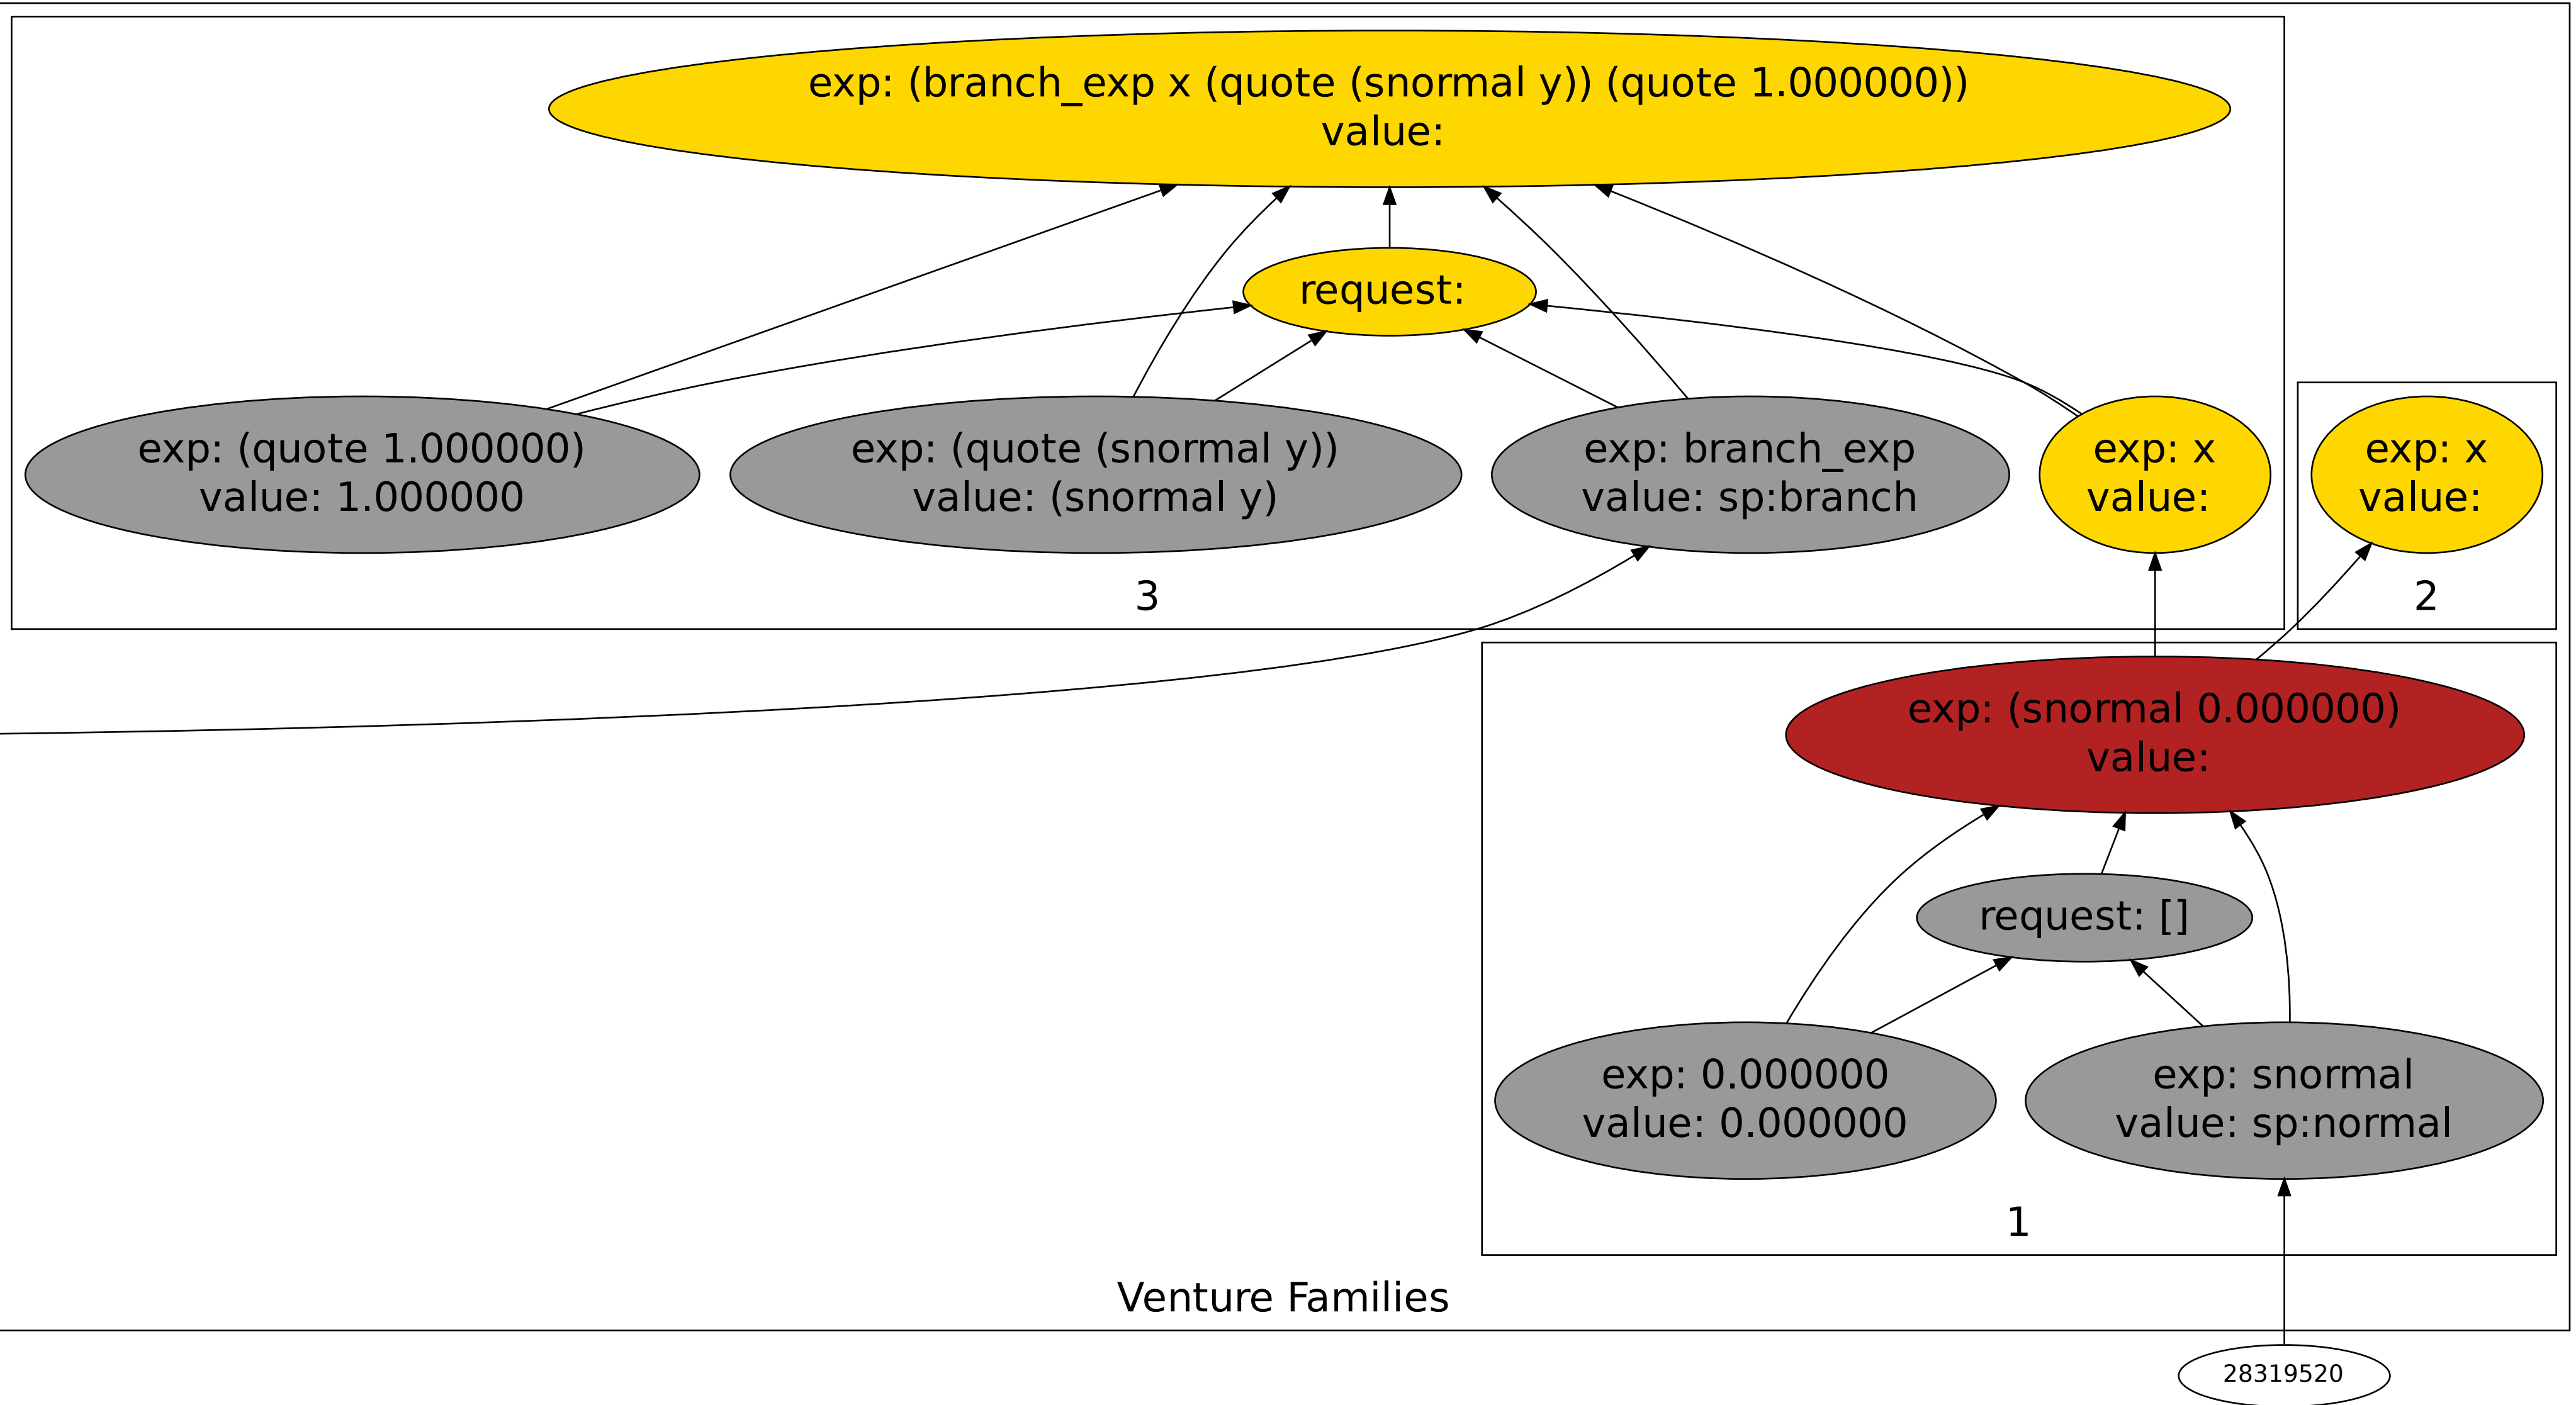 exp: (branch_exp x (quote (snormal y)) (quote 1.000000))
value:
request:
exp: (quote 1.000000)
value: 1.000000
exp: (quote (snormal y))
value: (snormal y)
exp: branch_exp
value: sp:branch
exp: x
value:
exp: x
value:
3
2
exp: (snormal 0.000000)
value:
request: []
exp: 0.000000
value: 0.000000
exp: snormal
value: sp:normal
1
Venture Families
28319520